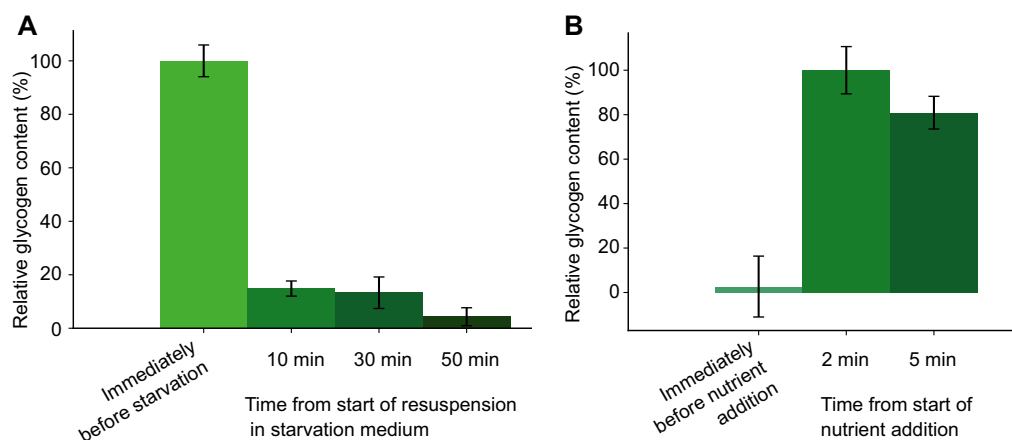 A
Relative glycogen content (%)
100
80
60
40
20
0
Immediately
before starvation
10 min
30 min
50 min
Time from start of resuspension
in starvation medium
B
Relative glycogen content (%)
100
80
60
40
20
0
Immediately
before nutrient
addition
2 min
5 min
Time from start of
nutrient addition